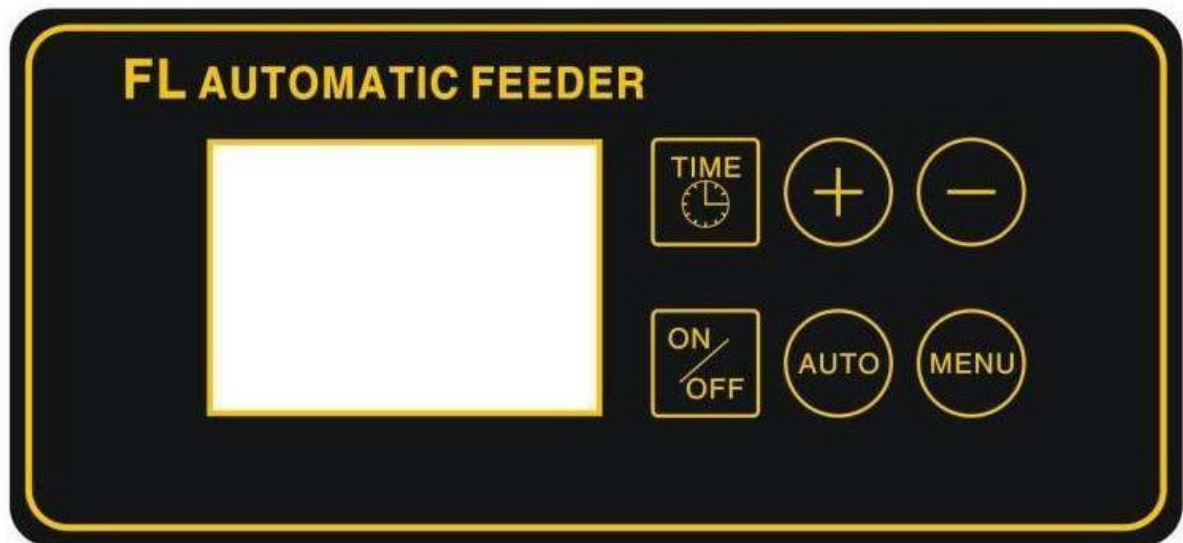 FL AUTOMATIC FEEDER
TIME
+
−
ON
/
OFF
AUTO
MENU